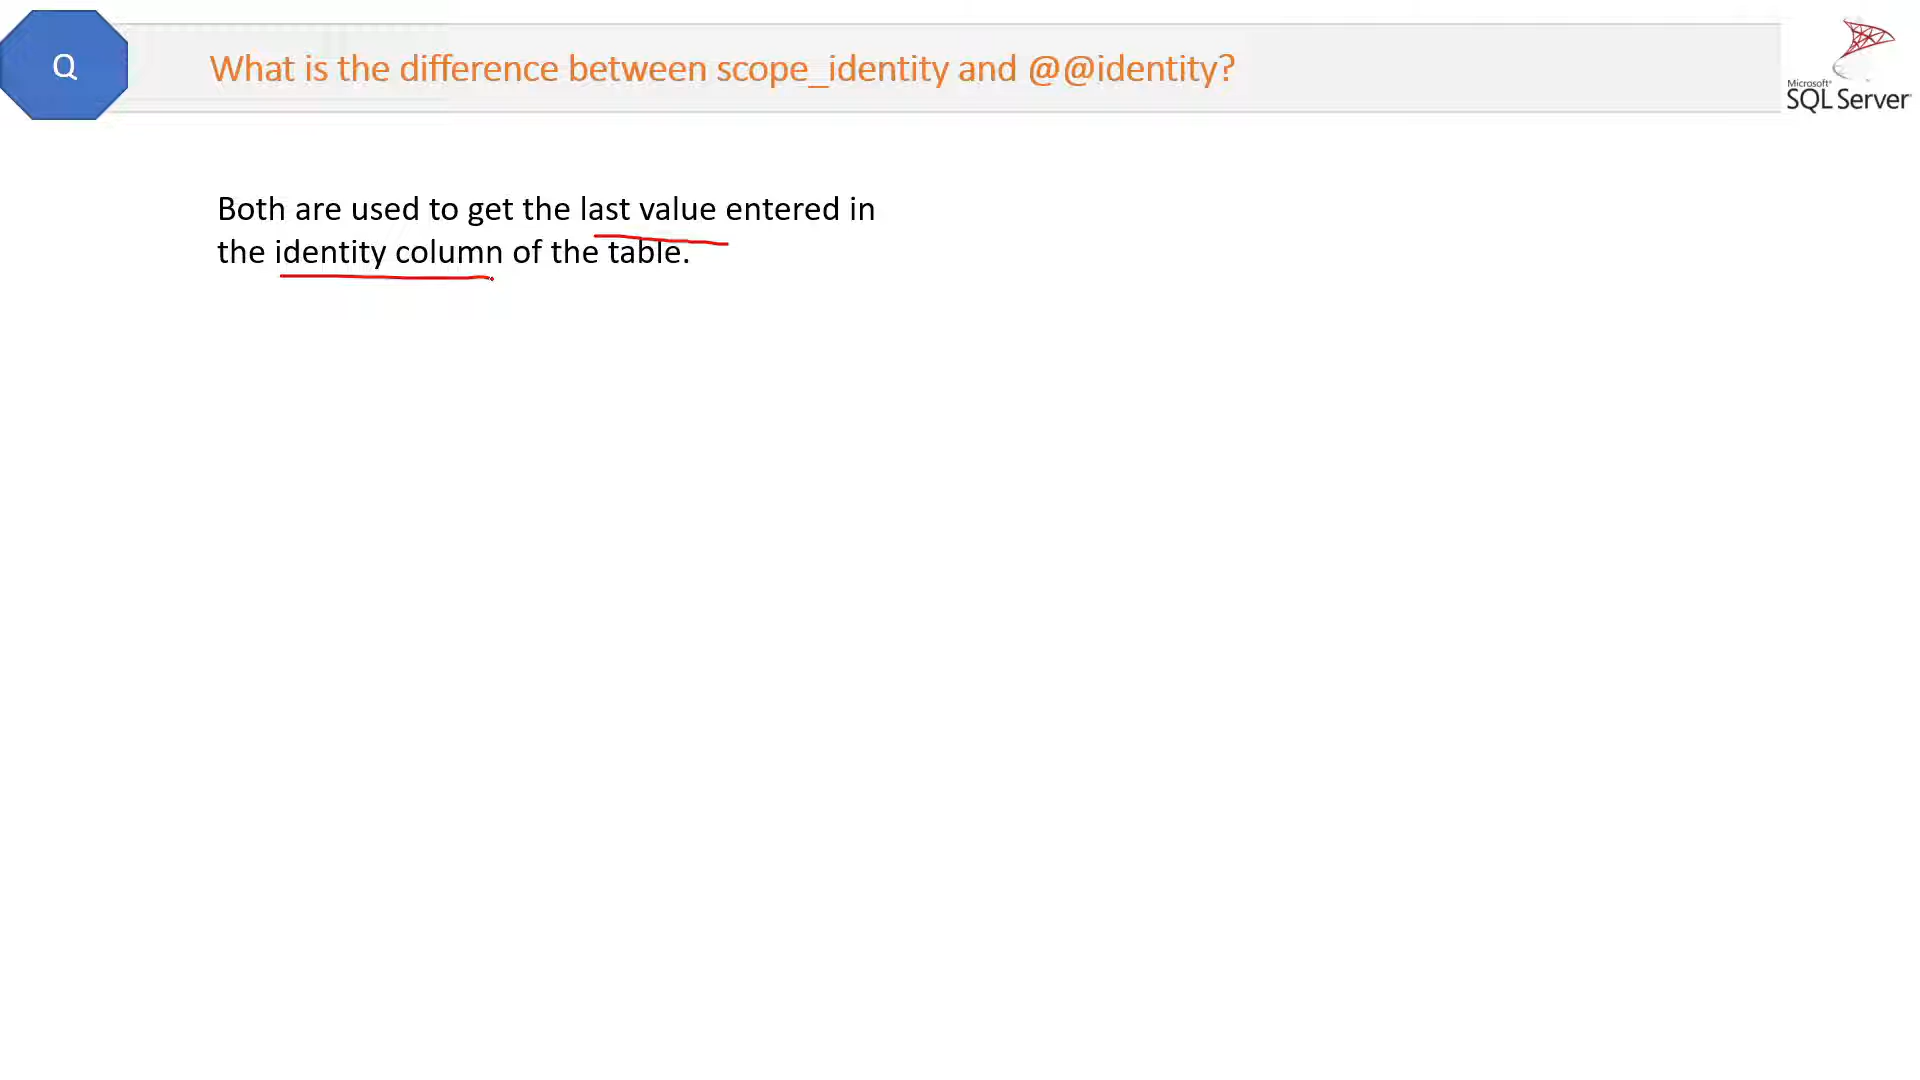 Q
What is the difference between scope_identity and @@identity?
Microsoft®
SQL Server
Both are used to get the last value entered in
the identity column of the table.